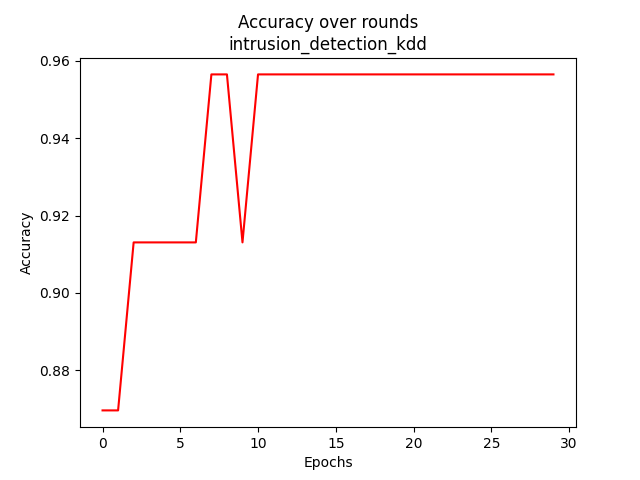 Accuracy over rounds
intrusion_detection_kdd
0.96
0.94
0.92
0.90
0.88
Accuracy
0 5 10 15 20 25 30
Epochs